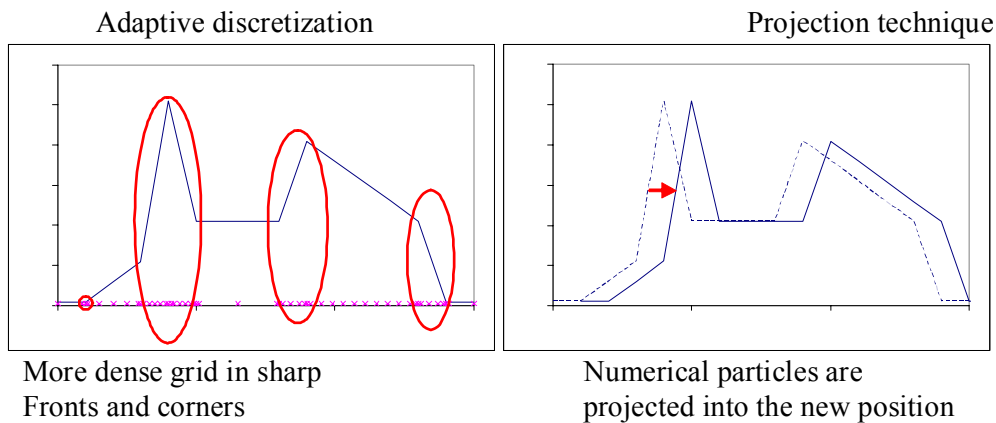 Adaptive discretization
Projection technique
More dense grid in sharp
Fronts and corners
Numerical particles are
projected into the new position